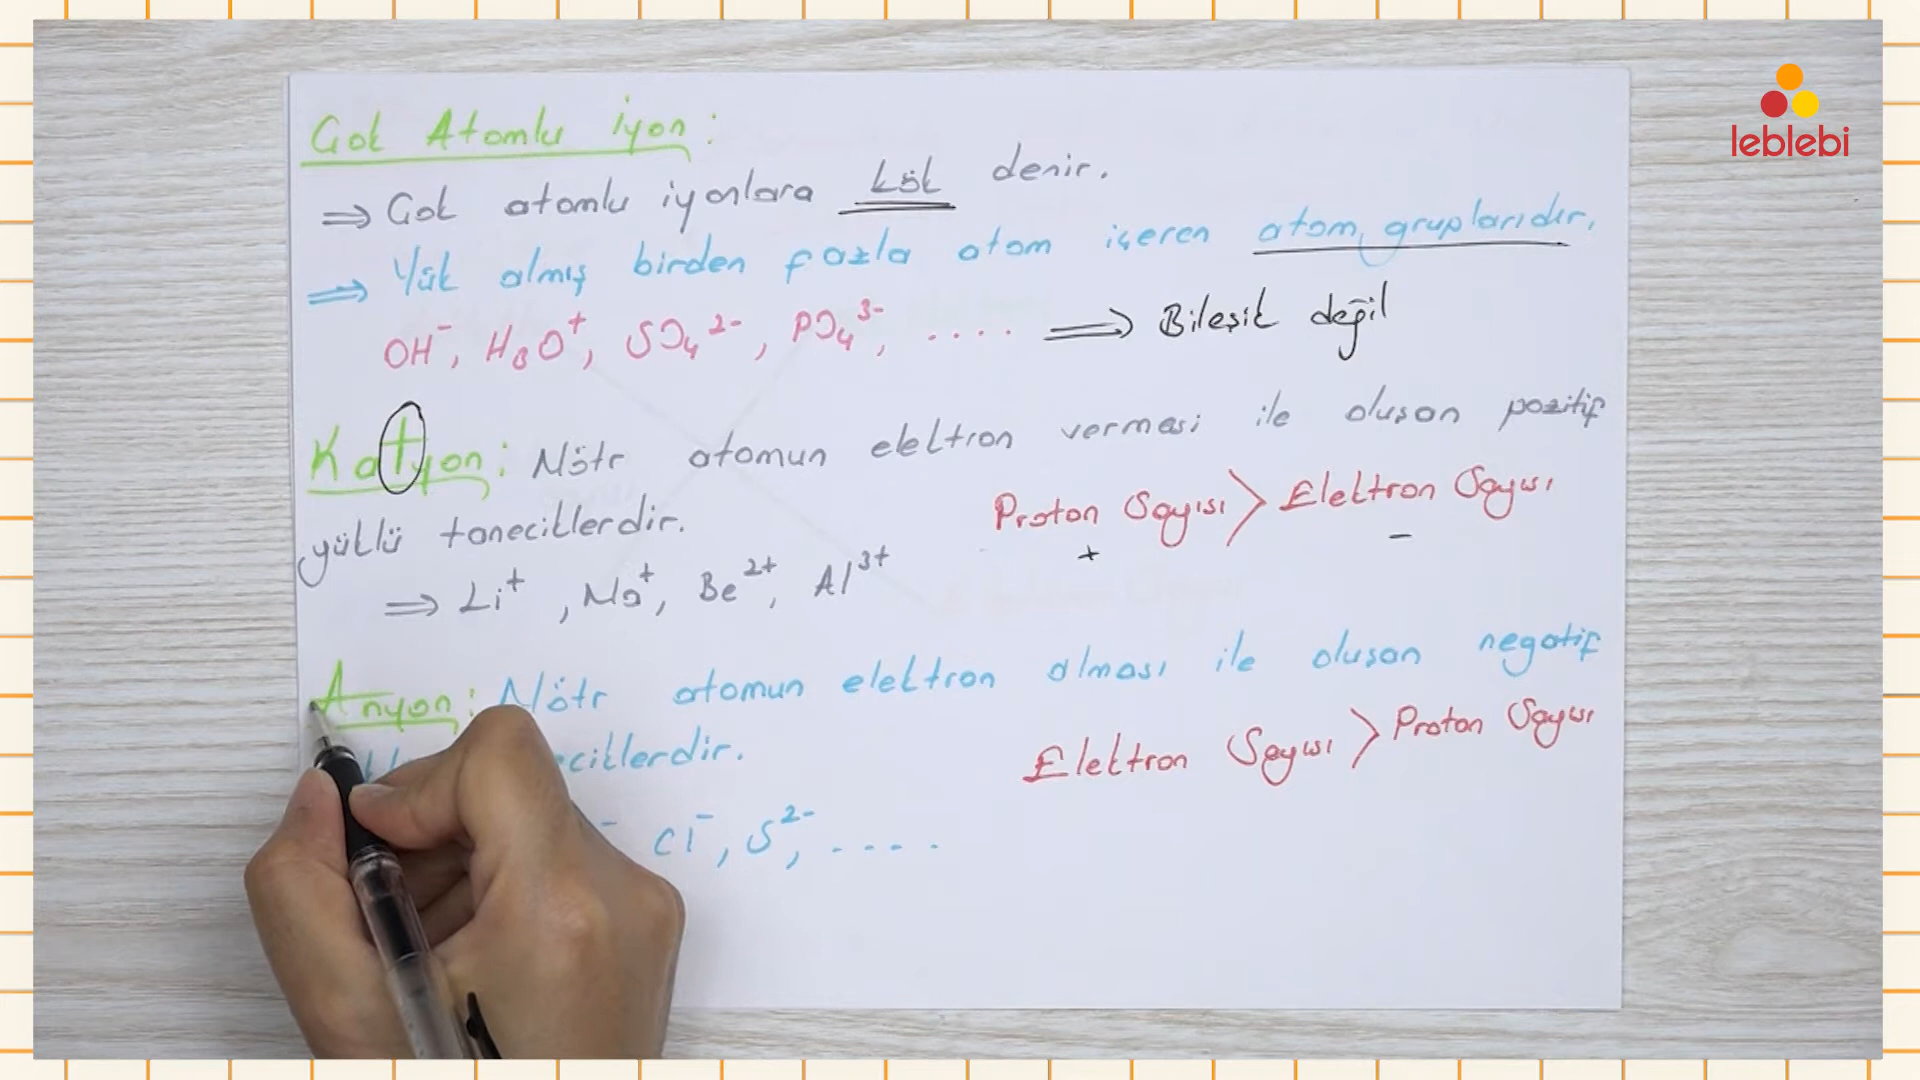 Çok Atomlu İyon:
⇒ Çok atomlu iyonlara kök denir.
⇒ Yük almış birden fazla atom içeren atom gruplarıdır.
OH⁻, H₃O⁺, SO₄²⁻, PO₄³⁻, .... ⇒ Bileşik değil
Katyon: Nötr atomun elektron vermesi ile oluşan pozitif
yüklü taneciklerdir.
Proton Sayısı > Elektron Sayısı
+ −
⇒ Li⁺, Na⁺, Be²⁺, Al³⁺
Anyon: Nötr atomun elektron alması ile oluşan negatif
ciklerdir.
Elektron Sayısı > Proton Sayısı
⁻ Cl⁻, S²⁻, ....
leblebi